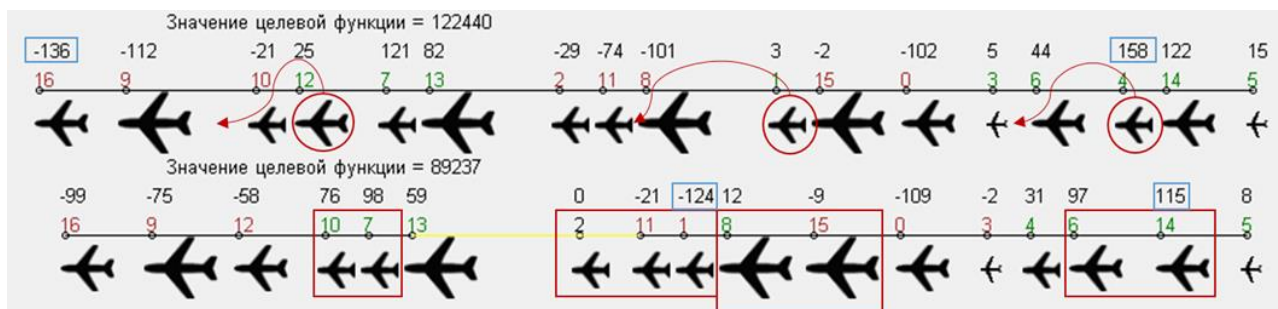 Значение целевой функции = 122440
-136 -112 -21 25 121 82 -29 -74 -101 3 -2 -102 5 44 158 122 15
16 9 10 12 7 13 2 11 8 1 15 0 3 6 4 14 5
Значение целевой функции = 89237
-99 -75 -58 76 98 59 0 -21 -124 12 -9 -109 -2 31 97 115 8
16 9 12 10 7 13 2 11 1 8 15 0 3 4 6 14 5